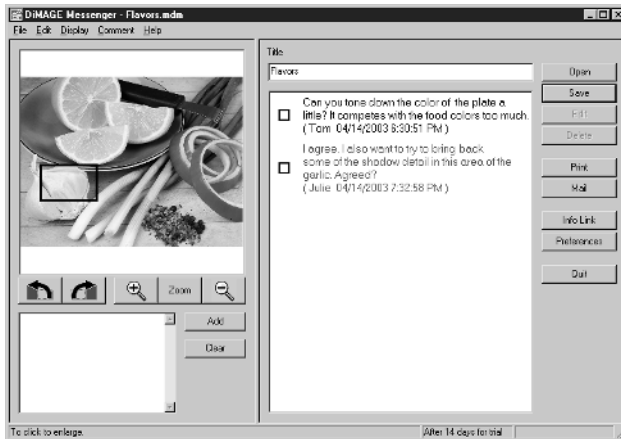 DiMAGE Messenger - Flavors.mdm
File Edit Display Comment Help
Title
Flavors
Can you tone down the color of the plate a
little? It competes with the food colors too much.
( Tom 04/14/2003 6:30:51 PM )
I agree. I also want to try to bring back
some of the shadow detail in this area of the
garlic. Agreed?
( Julie 04/14/2003 7:32:58 PM )
Open
Save
Edit
Delete
Print
Mail
Info Link
Preferences
Quit
Zoom
Add
Clear
To click to enlarge.
After 14 days for trial